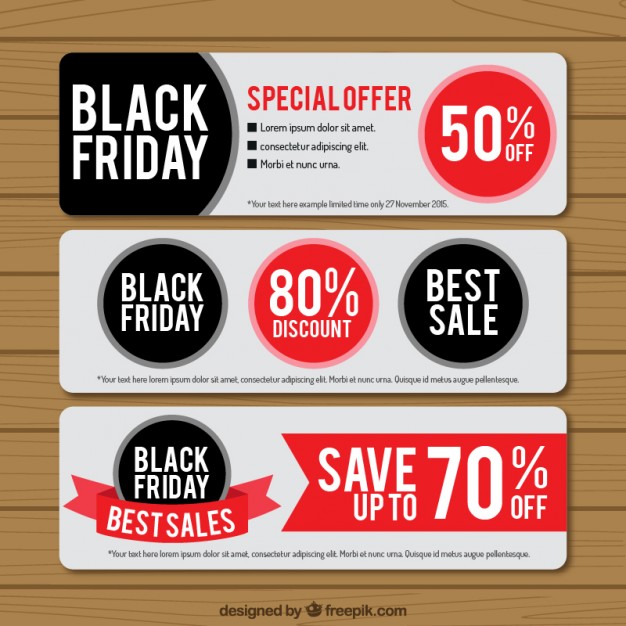 BLACK
FRIDAY
SPECIAL OFFER
Lorem ipsum dolor sit amet.
consectetur adipiscing elit.
Morbi et nunc urna.
*Your text here example limited time only 27 November 2015.
50%
OFF
BLACK
FRIDAY
80%
DISCOUNT
BEST
SALE
*Your text here lorem ipsum dolor sit amet, consectetur adipiscing elit. Morbi et nunc urna. Quisque id metus augue pellentesque.
BLACK
FRIDAY
BEST SALES
SAVE
UP TO
70%
OFF
*Your text here lorem ipsum dolor sit amet, consectetur adipiscing elit. Morbi et nunc urna. Quisque id metus augue pellentesque.
designed by freepik.com